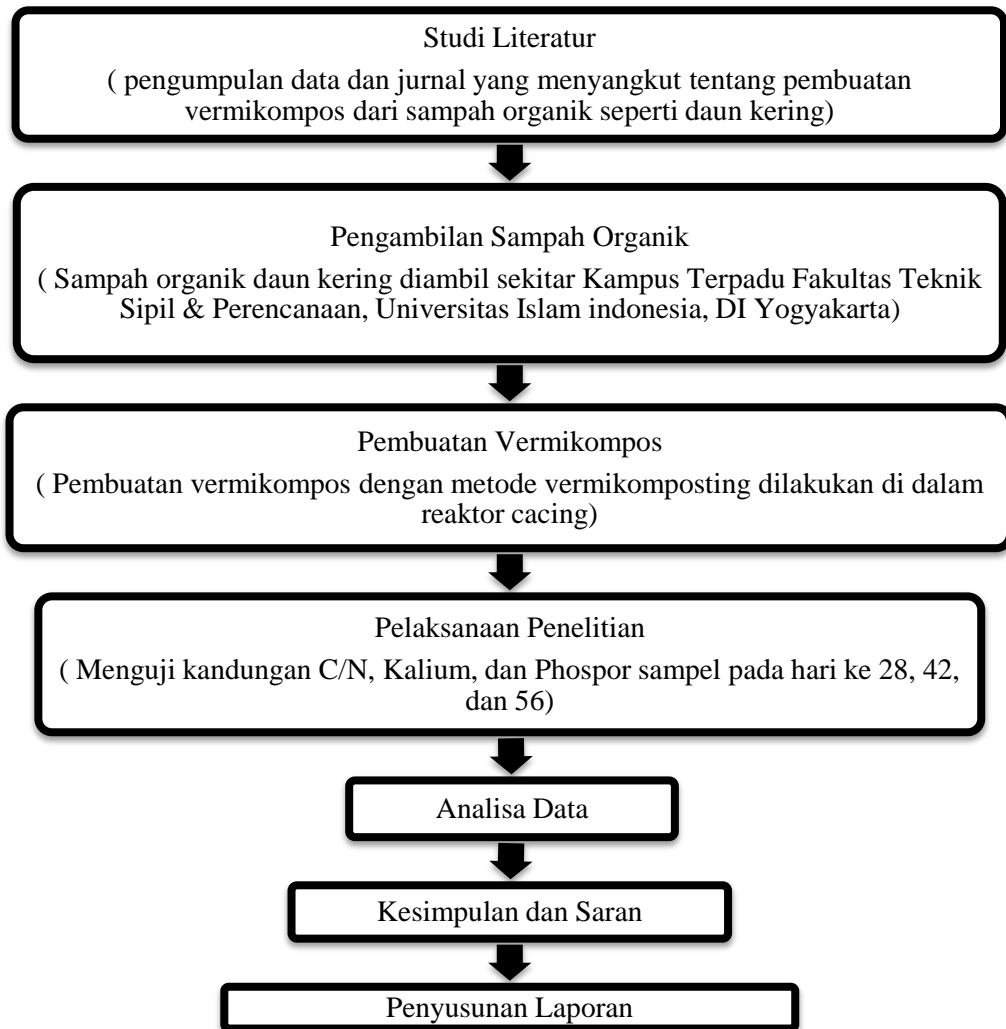 Studi Literatur
( pengumpulan data dan jurnal yang menyangkut tentang pembuatan
vermikompos dari sampah organik seperti daun kering)
Pengambilan Sampah Organik
( Sampah organik daun kering diambil sekitar Kampus Terpadu Fakultas Teknik
Sipil & Perencanaan, Universitas Islam indonesia, DI Yogyakarta)
Pembuatan Vermikompos
( Pembuatan vermikompos dengan metode vermikomposting dilakukan di dalam
reaktor cacing)
Pelaksanaan Penelitian
( Menguji kandungan C/N, Kalium, dan Phospor sampel pada hari ke 28, 42,
dan 56)
Analisa Data
Kesimpulan dan Saran
Penyusunan Laporan